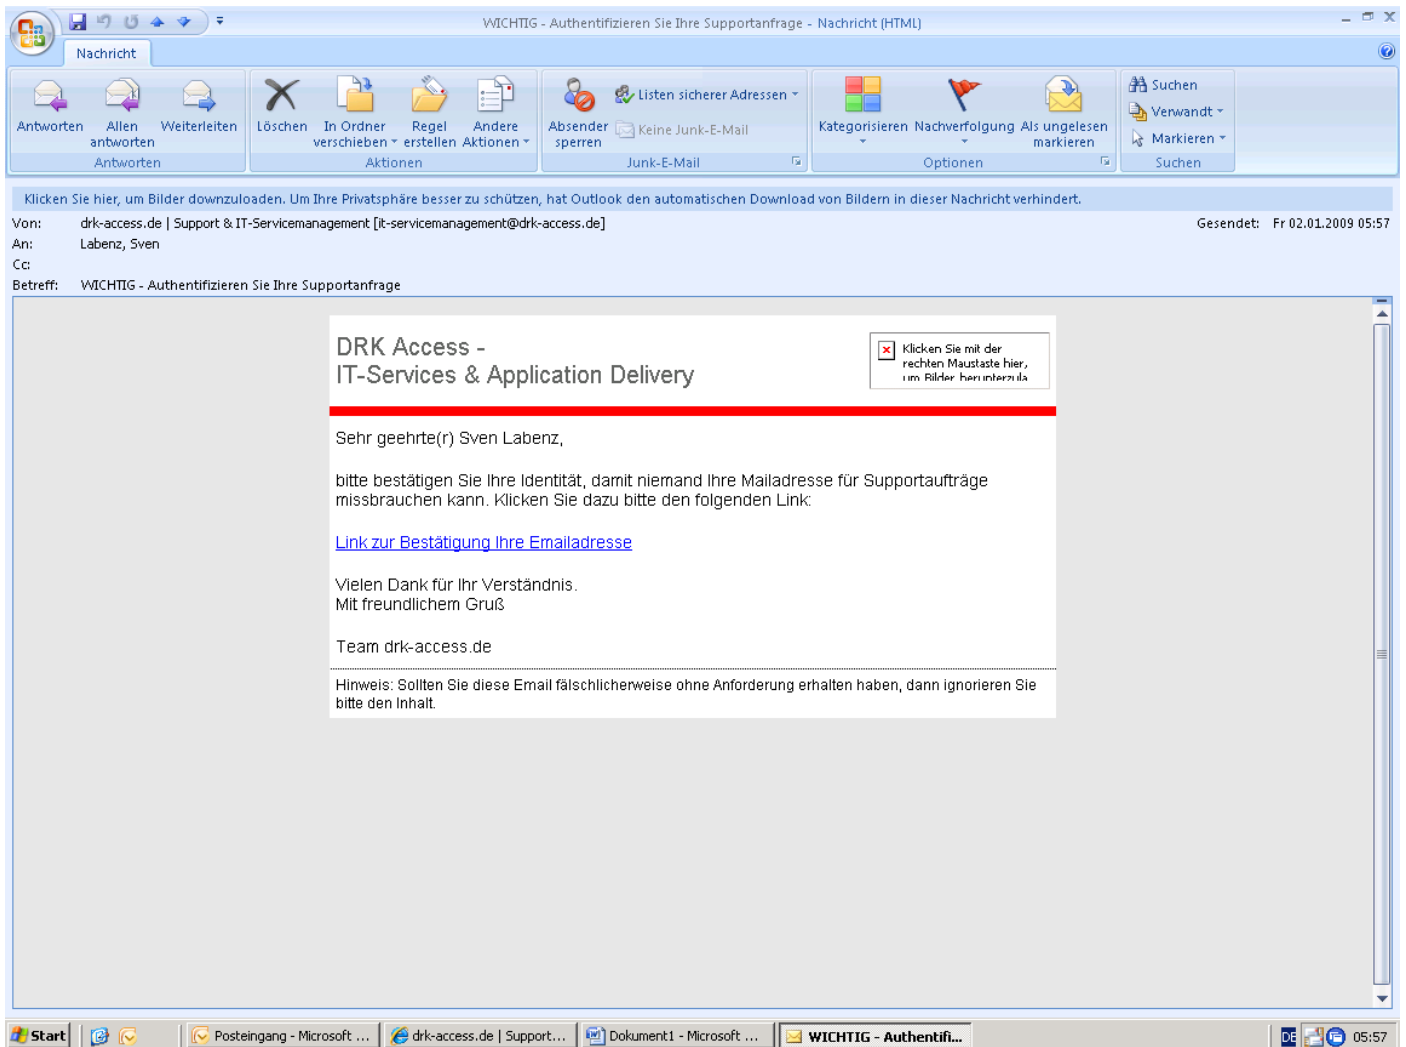 WICHTIG - Authentifizieren Sie Ihre Supportanfrage - Nachricht (HTML)
Nachricht
Antworten
Allen antworten
Weiterleiten
Löschen
In Ordner verschieben
Regel erstellen
Andere Aktionen
Absender sperren
Listen sicherer Adressen
Keine Junk-E-Mail
Kategorisieren
Nachverfolgung
Als ungelesen markieren
Suchen
Verwandt
Markieren
Antworten
Aktionen
Junk-E-Mail
Optionen
Suchen
Klicken Sie hier, um Bilder downzuloaden. Um Ihre Privatsphäre besser zu schützen, hat Outlook den automatischen Download von Bildern in dieser Nachricht verhindert.
Von: drk-access.de | Support & IT-Servicemanagement [it-servicemanagement@drk-access.de] Gesendet: Fr 02.01.2009 05:57
An: Labenz, Sven
Cc:
Betreff: WICHTIG - Authentifizieren Sie Ihre Supportanfrage
DRK Access -
IT-Services & Application Delivery
Klicken Sie mit der
rechten Maustaste hier,
um Bilder herunterzula
Sehr geehrte(r) Sven Labenz,
bitte bestätigen Sie Ihre Identität, damit niemand Ihre Mailadresse für Supportaufträge
missbrauchen kann. Klicken Sie dazu bitte den folgenden Link:
Link zur Bestätigung Ihre Emailadresse
Vielen Dank für Ihr Verständnis.
Mit freundlichem Gruß
Team drk-access.de
Hinweis: Sollten Sie diese Email fälschlicherweise ohne Anforderung erhalten haben, dann ignorieren Sie
bitte den Inhalt.
Start
Posteingang - Microsoft ...
drk-access.de | Support...
Dokument1 - Microsoft ...
WICHTIG - Authentifi...
DE
05:57